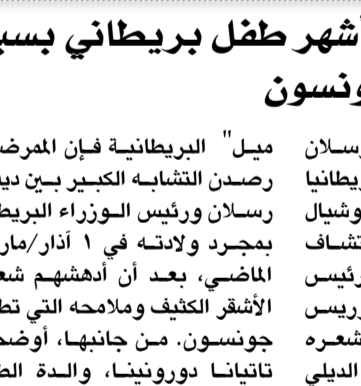 أشهر طفل بريطاني بسب
ونسون
رسلان
يطانيا
وشيال
تشاف
رئيس
وريس
شعره
الديلي
ميل" البريطانية فإن الممرض
رصدن التشابه الكبير بين دي
رسلان ورئيس الوزراء البريط
بمجرد ولادته في ١ آذار/مار
الماضي، بعد أن أدهشهم شع
الأشقر الكثيف وملامحه التي تط
جونسون. من جانبها، أوضح
تاتيانا دورونينا، والدة الط